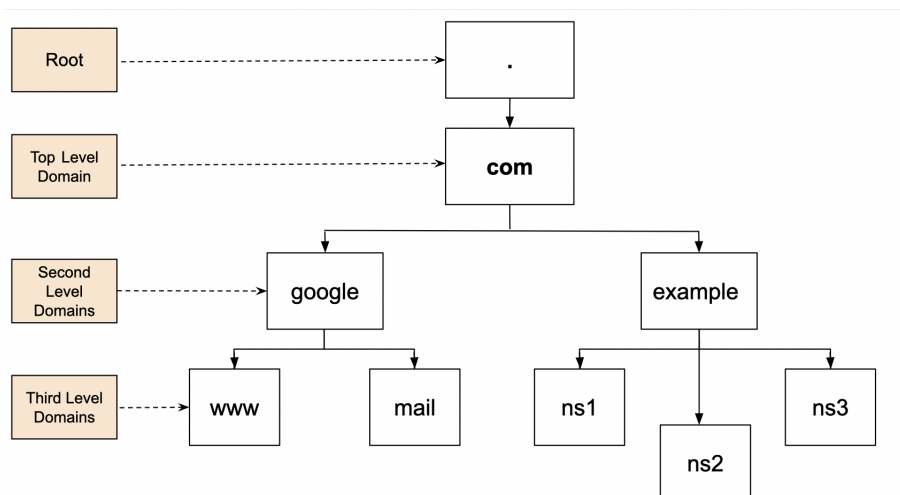 Root
.
Top Level
Domain
com
Second
Level
Domains
google
example
Third Level
Domains
www
mail
ns1
ns2
ns3